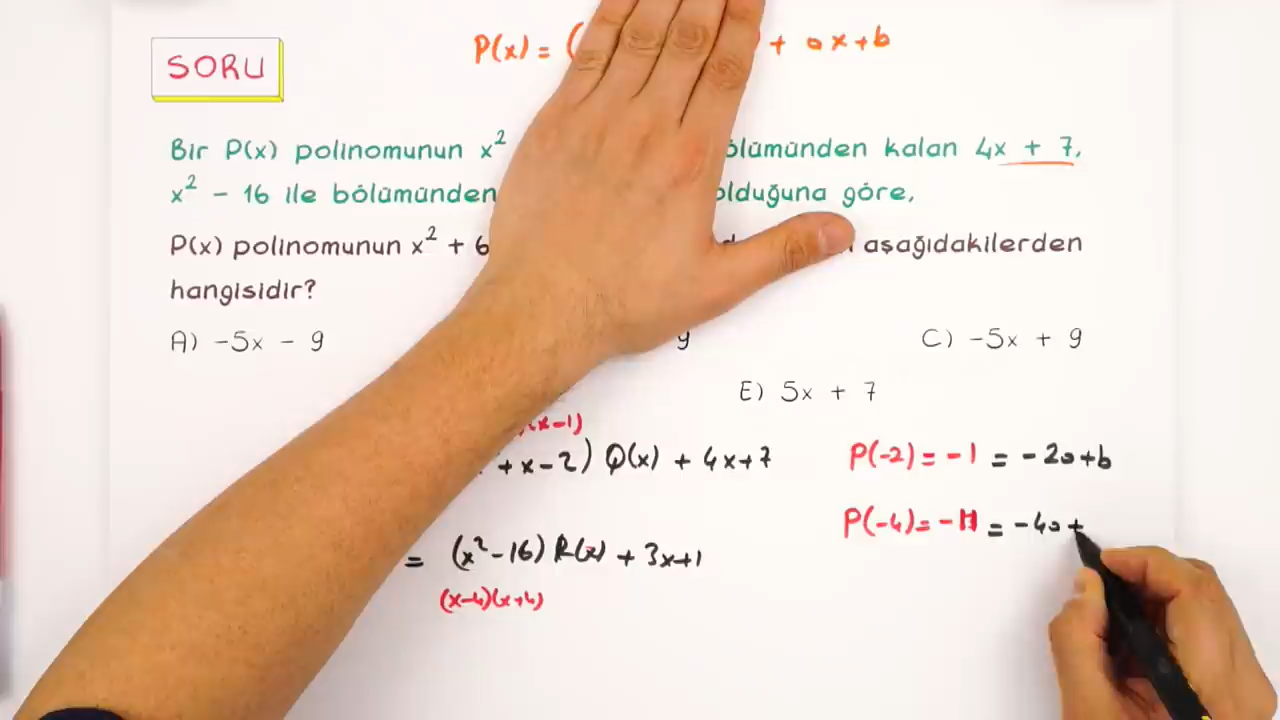 SORU
P(x) = ( + ax+b
Bir P(x) polinomunun x² bölümünden kalan 4x + 7,
x² - 16 ile bölümünden olduğuna göre,
P(x) polinomunun x² + 6 aşağıdakilerden
hangisidir?
A) -5x - 9 9 C) -5x + 9
E) 5x + 7
(x-1)
+ x-2) Q(x) + 4x+7 P(-2) = -1 = -2a+b
= (x²-16) R(x) + 3x+1 P(-4) = -11 = -4a+
(x-4)(x+4)